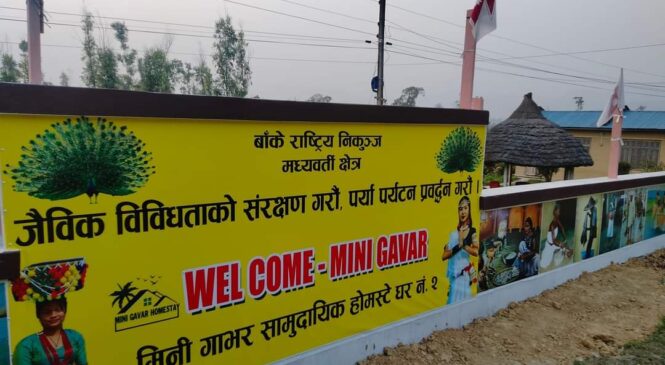 बाँके राष्ट्रिय निकुञ्ज
मध्यवर्ती क्षेत्र
जैविक विविधताको संरक्षण गरौं, पर्या पर्यटन प्रवर्द्धन गरौं ।
WEL COME - MINI GAVAR
MINI GAVAR HOMESTAY
मिनी गाभर सामुदायिक होमस्टे घर नं. २